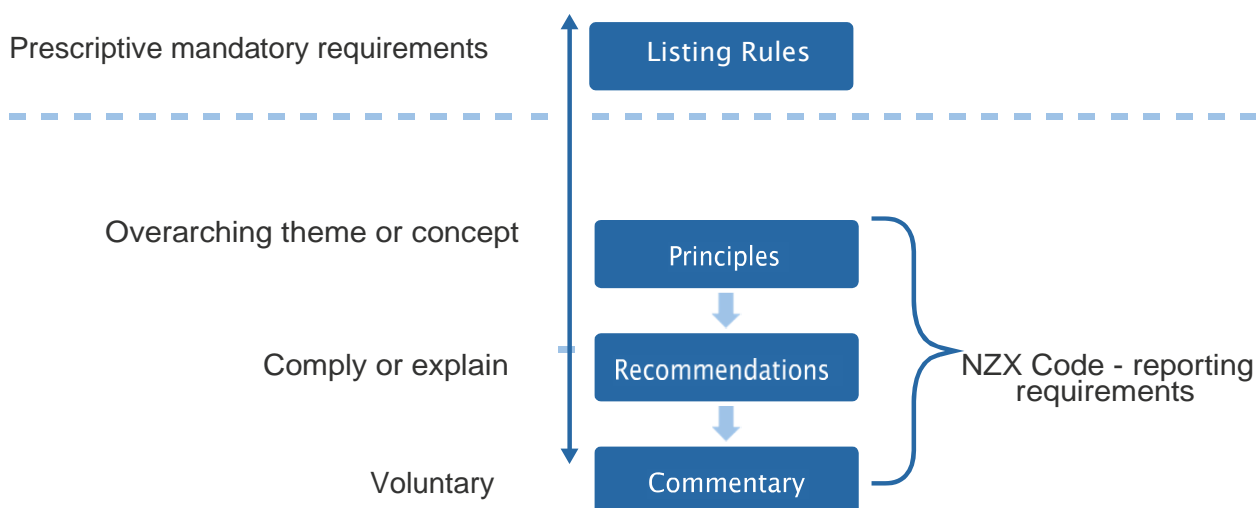 Prescriptive mandatory requirements
Listing Rules
Overarching theme or concept
Principles
Comply or explain
Recommendations
NZX Code - reporting
requirements
Voluntary
Commentary